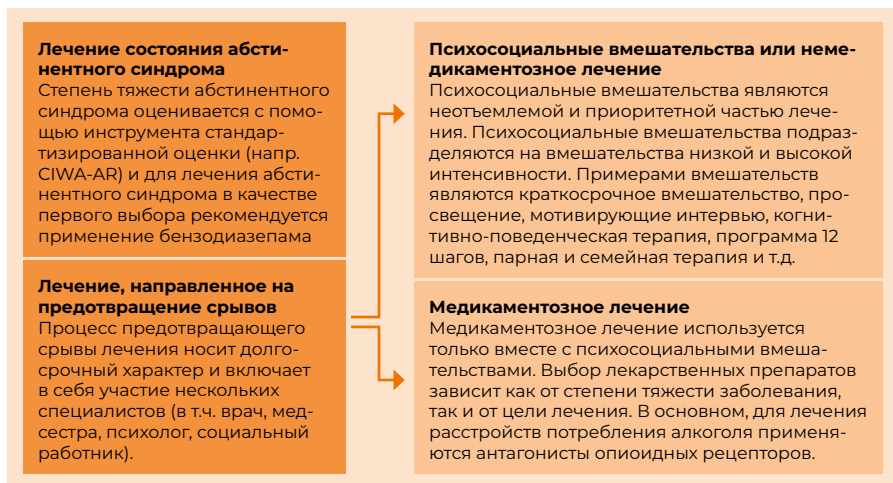 Лечение состояния абсти-
нентного синдрома
Степень тяжести абстинентного
синдрома оценивается с помо-
щью инструмента стандар-
тизированной оценки (напр.
CIWA-AR) и для лечения абсти-
нентного синдрома в качестве
первого выбора рекомендуется
применение бензодиазепама
Лечение, направленное на
предотвращение срывов
Процесс предотвращающего
срывы лечения носит долго-
срочный характер и включает
в себя участие нескольких
специалистов (в т.ч. врач, мед-
сестра, психолог, социальный
работник).
Психосоциальные вмешательства или неме-
дикаментозное лечение
Психосоциальные вмешательства являются
неотъемлемой и приоритетной частью лече-
ния. Психосоциальные вмешательства подраз-
деляются на вмешательства низкой и высокой
интенсивности. Примерами вмешательств
являются краткосрочное вмешательство, про-
свещение, мотивирующие интервью, когни-
тивно-поведенческая терапия, программа 12
шагов, парная и семейная терапия и т.д.
Медикаментозное лечение
Медикаментозное лечение используется
только вместе с психосоциальными вмеша-
тельствами. Выбор лекарственных препаратов
зависит как от степени тяжести заболевания,
так и от цели лечения. В основном, для лечения
расстройств потребления алкоголя применя-
ются антагонисты опиоидных рецепторов.